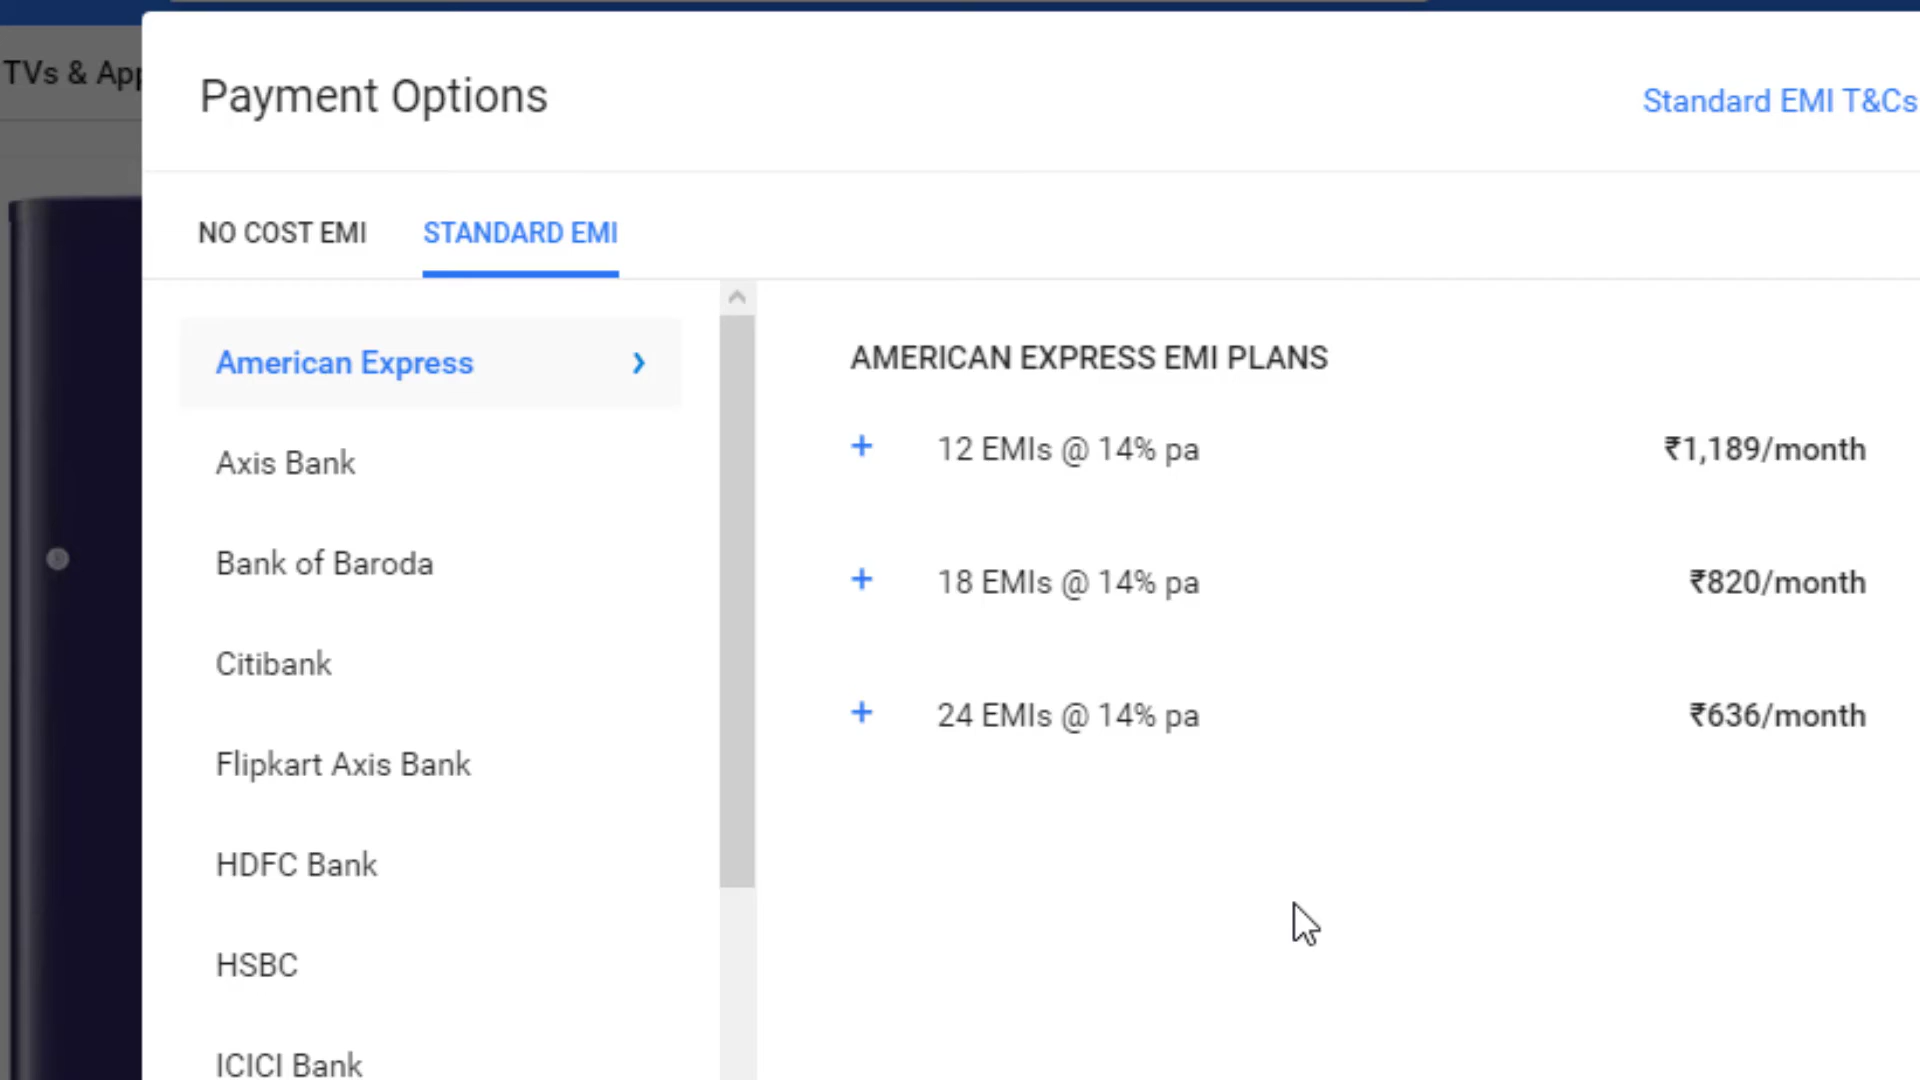 TVs & App
Payment Options
Standard EMI T&Cs
NO COST EMI
STANDARD EMI
American Express
Axis Bank
Bank of Baroda
Citibank
Flipkart Axis Bank
HDFC Bank
HSBC
ICICI Bank
AMERICAN EXPRESS EMI PLANS
+ 12 EMIs @ 14% pa ₹1,189/month
+ 18 EMIs @ 14% pa ₹820/month
+ 24 EMIs @ 14% pa ₹636/month